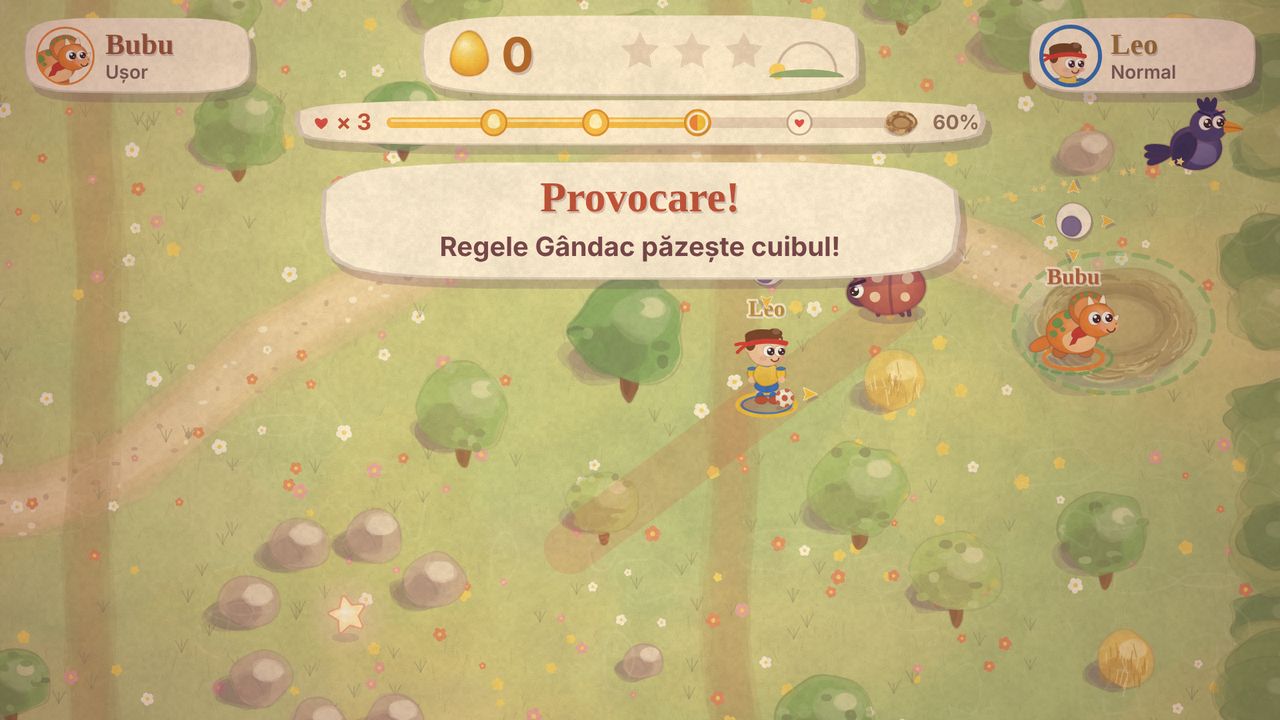 Bubu
Ușor
0
Leo
Normal
× 3
60%
Provocare!
Regele Gândac păzește cuibul!
Bubu
Leo